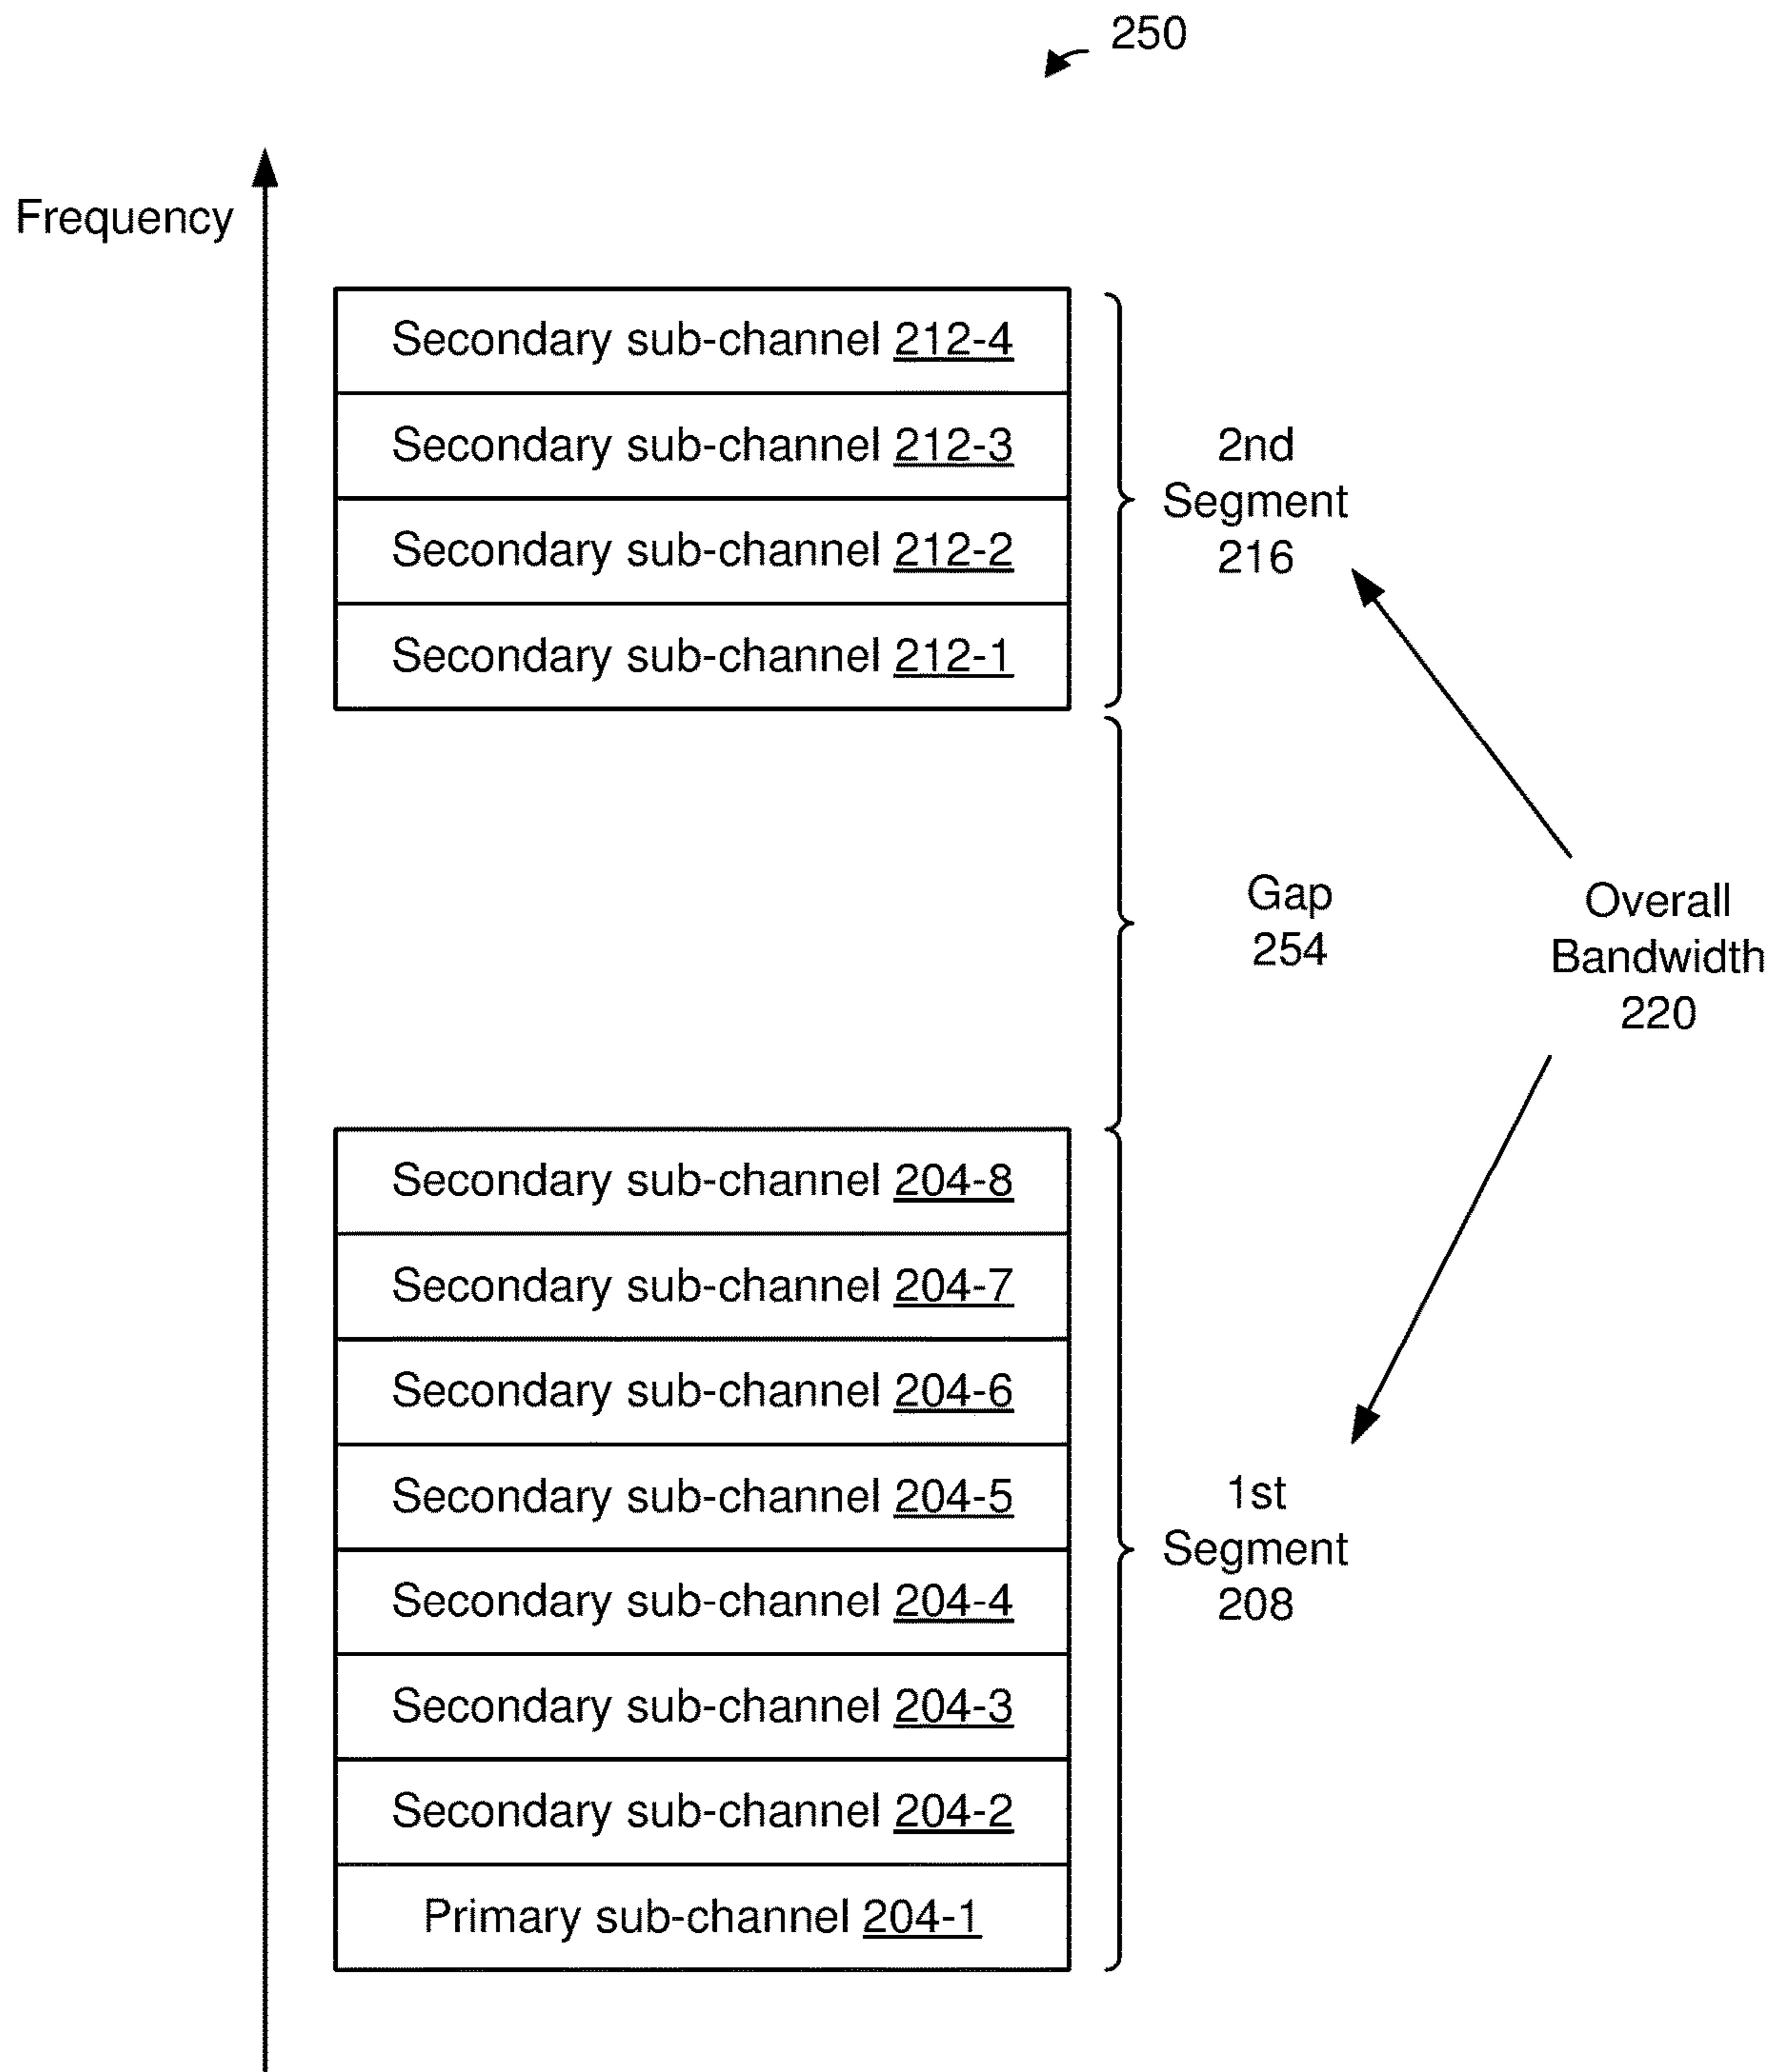 250
Frequency
Secondary sub-channel 212-4
Secondary sub-channel 212-3
Secondary sub-channel 212-2
Secondary sub-channel 212-1
2nd
Segment
216
Gap
254
Overall
Bandwidth
220
Secondary sub-channel 204-8
Secondary sub-channel 204-7
Secondary sub-channel 204-6
Secondary sub-channel 204-5
Secondary sub-channel 204-4
Secondary sub-channel 204-3
Secondary sub-channel 204-2
Primary sub-channel 204-1
1st
Segment
208